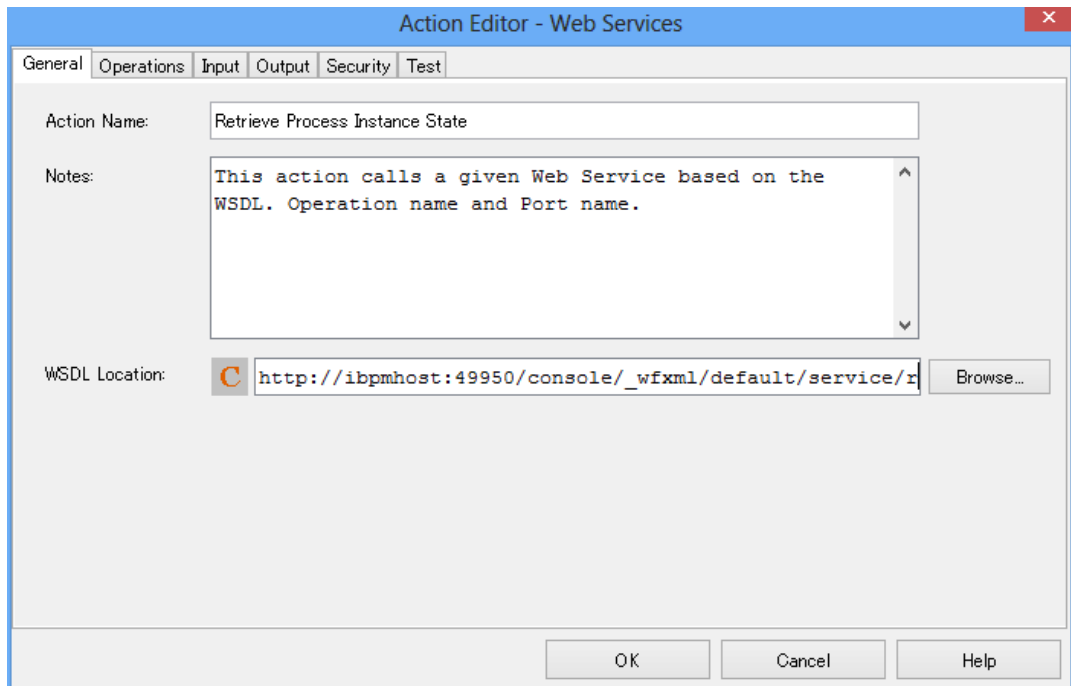 Action Editor - Web Services
General Operations Input Output Security Test
Action Name: Retrieve Process Instance State
Notes: This action calls a given Web Service based on the
WSDL. Operation name and Port name.
WSDL Location: C http://ibpmhost:49950/console/_wfxml/default/service/r Browse...
OK Cancel Help